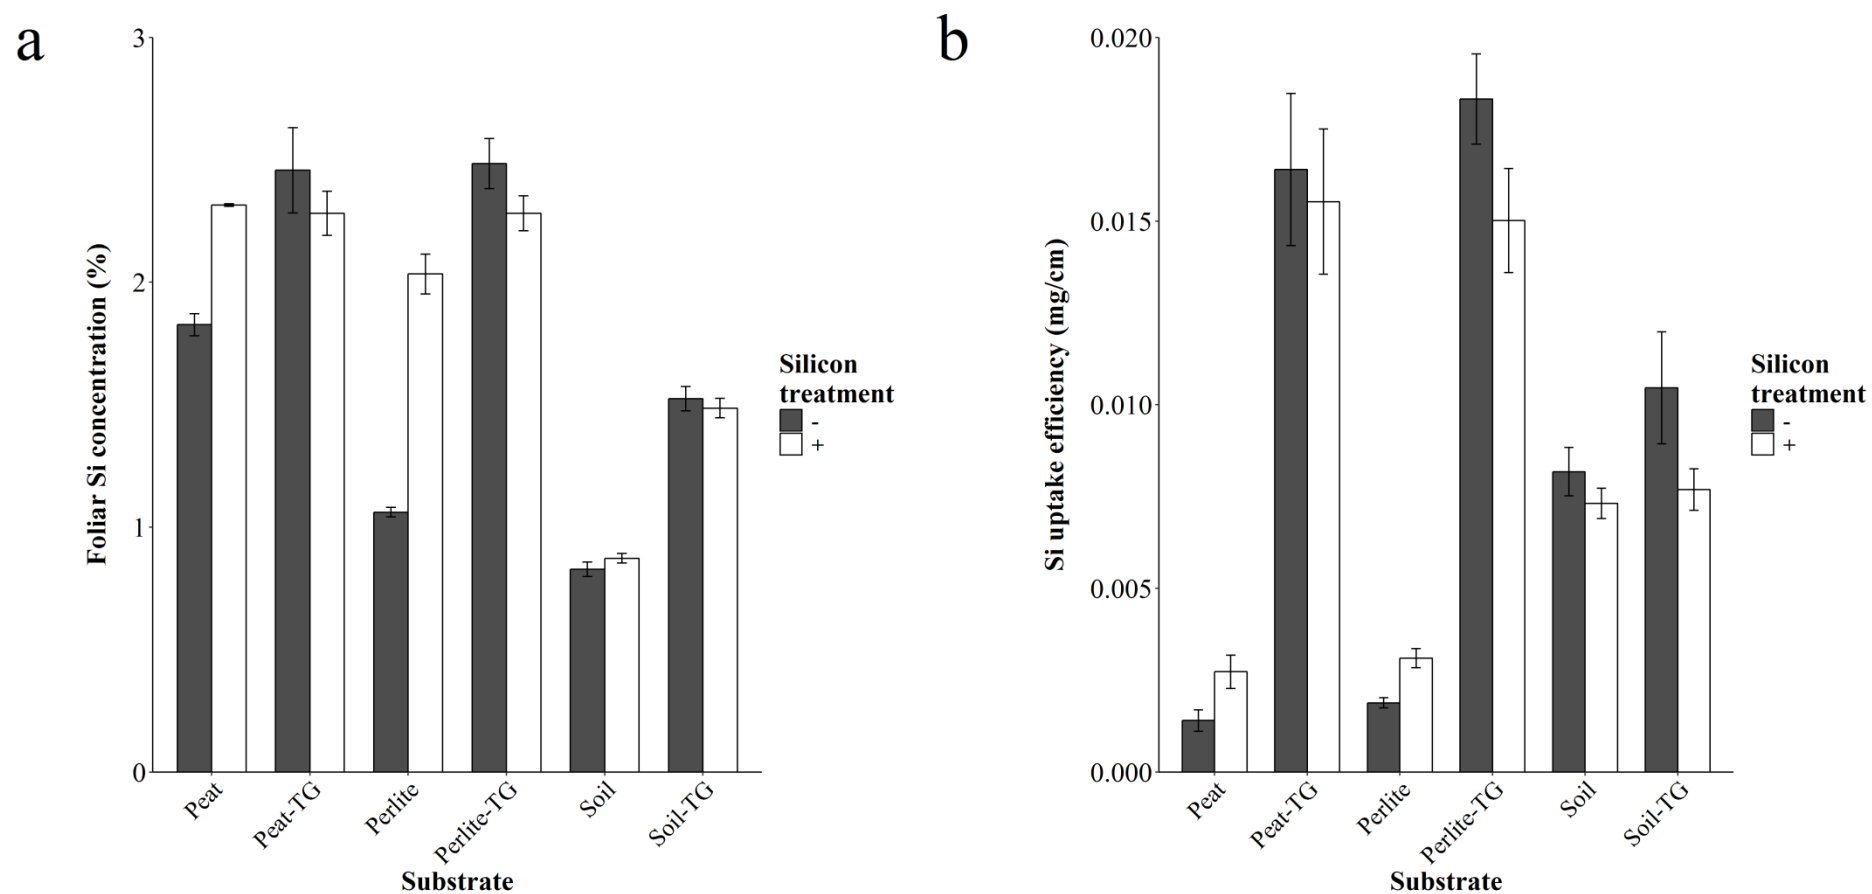 a
Foliar Si concentration (%)
3
2
1
0
Peat
Peat-TG
Perlite
Perlite-TG
Soil
Soil-TG
Substrate
Silicon
treatment
-
+
b
Si uptake efficiency (mg/cm)
0.020
0.015
0.010
0.005
0.000
Peat
Peat-TG
Perlite
Perlite-TG
Soil
Soil-TG
Substrate
Silicon
treatment
-
+